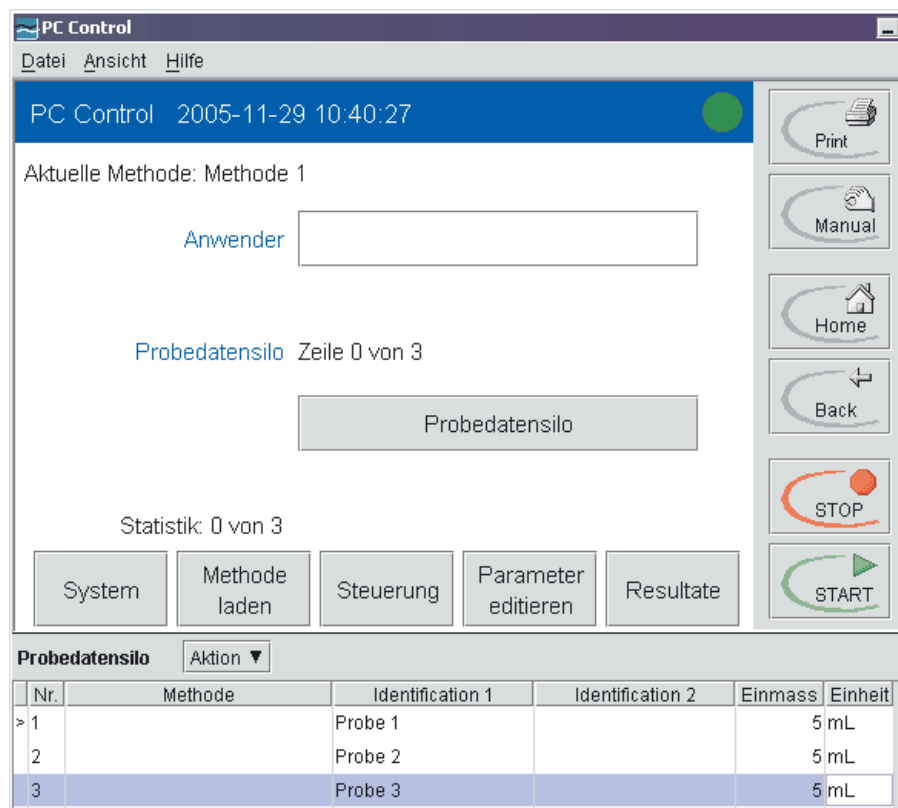 PC Control
Datei Ansicht Hilfe
PC Control 2005-11-29 10:40:27
Aktuelle Methode: Methode 1
Anwender
Probedatensilo Zeile 0 von 3
Probedatensilo
Statistik: 0 von 3
System
Methode
laden
Steuerung
Parameter
editieren
Resultate
Print
Manual
Home
Back
STOP
START
Probedatensilo Aktion ▼
Nr. Methode Identification 1 Identification 2 Einmass Einheit
> 1 Probe 1 5 mL
2 Probe 2 5 mL
3 Probe 3 5 mL